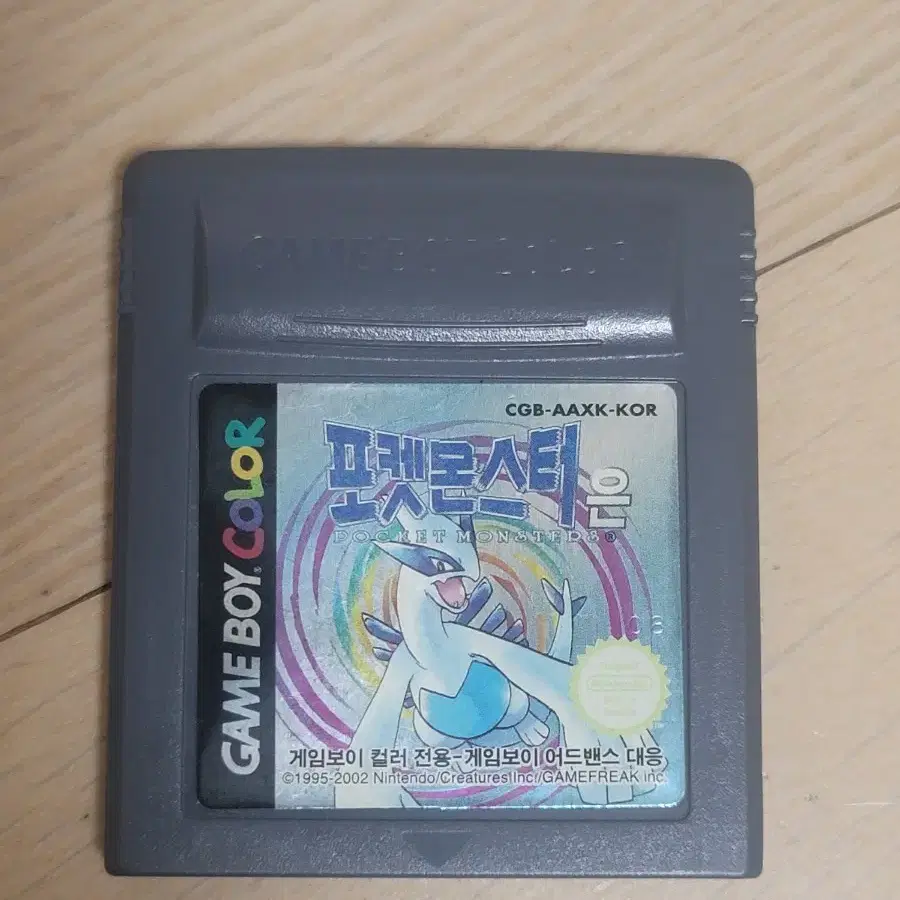 GAME BOY COLOR
GAME BOY COLOR
CGB-AAXK-KOR
포켓몬스터 은
POCKET MONSTERS®
게임보이 컬러 전용-게임보이 어드밴스 대응
©1995-2002 Nintendo/Creatures Inc./GAMEFREAK inc.